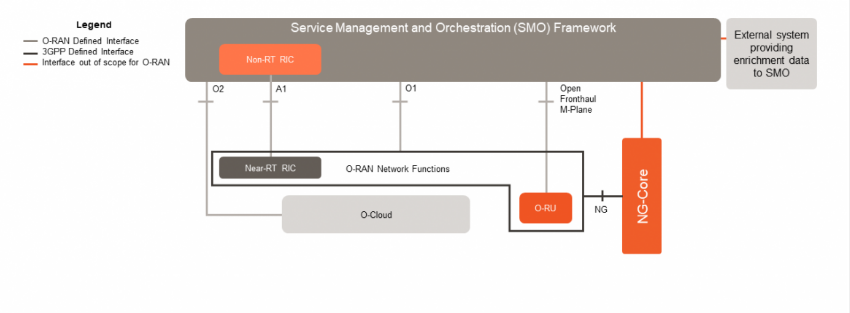 Legend
O-RAN Defined Interface
3GPP Defined Interface
Interface out of scope for O-RAN
Service Management and Orchestration (SMO) Framework
Non-RT RIC
External system
providing
enrichment data
to SMO
O2
A1
O1
Open
Fronthaul
M-Plane
Near-RT RIC
O-RAN Network Functions
O-Cloud
O-RU
NG
NG-Core